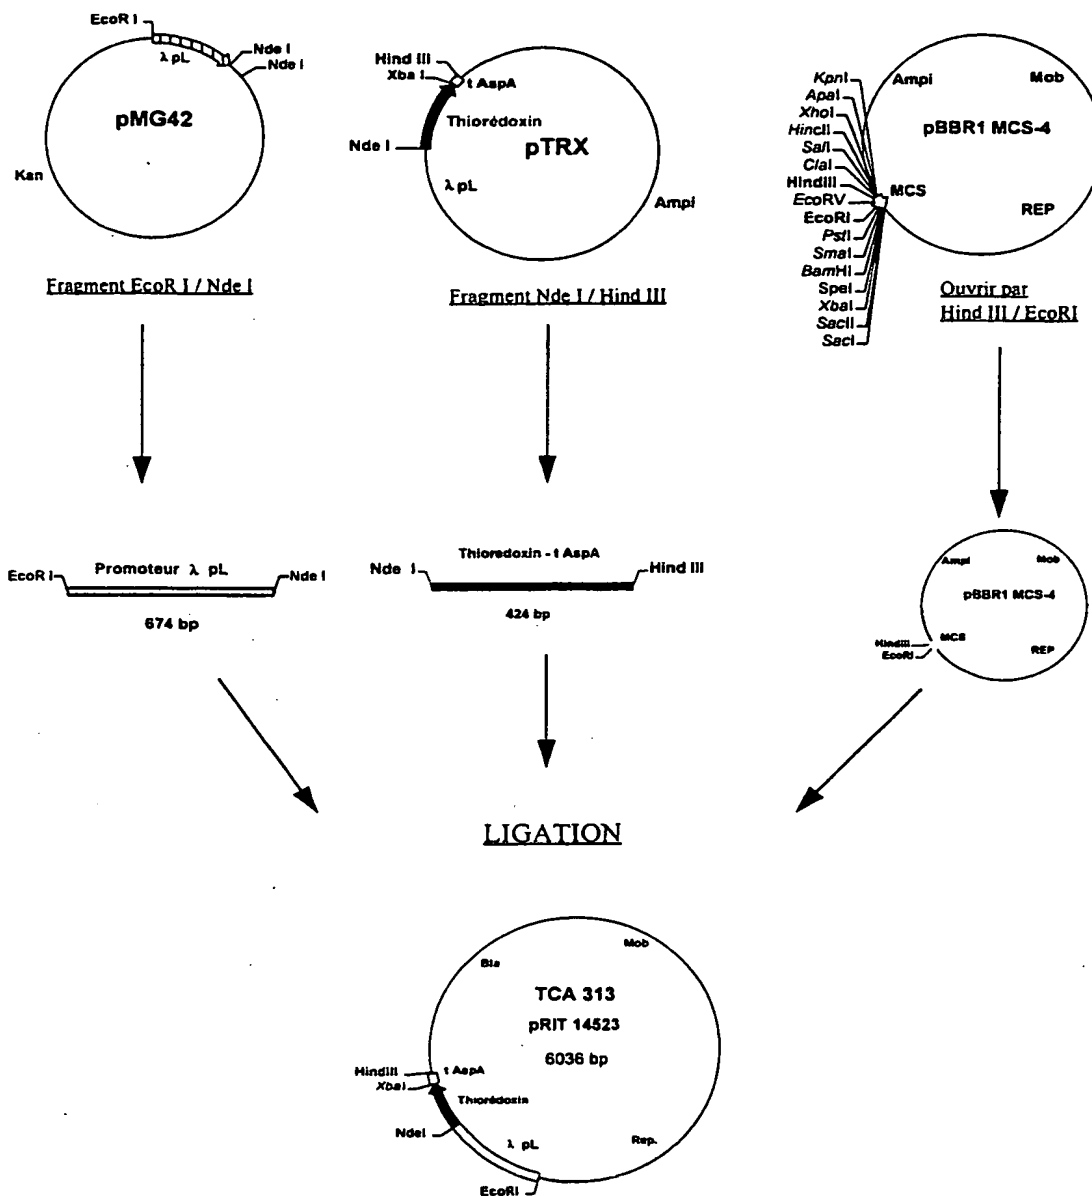 EcoR I
Nde I
Nde I
λ pL
pMG42
Kan
Fragment EcoR I / Nde I
Hind III
Xba I
t AspA
Thiorédoxin
pTRX
Nde I
λ pL
Ampi
Fragment Nde I / Hind III
KpnI
ApaI
XhoI
HincII
SalI
ClaI
HindIII
EcoRV
EcoRI
PstI
SmaI
BamHI
SpeI
XbaI
SacII
SacI
Ampi
Mob
pBBR1 MCS-4
MCS
REP
Ouvrir par
Hind III / EcoRI
EcoR I
Promoteur λ pL
Nde I
674 bp
Thioredoxin - t AspA
Nde I
Hind III
424 bp
Ampi
Mob
pBBR1 MCS-4
HindIII
EcoRI
MCS
REP
LIGATION
Mob
Bla
TCA 313
pRIT 14523
6036 bp
HindIII
XbaI
t AspA
Thiorédoxin
NdeI
λ pL
Rep.
EcoRI